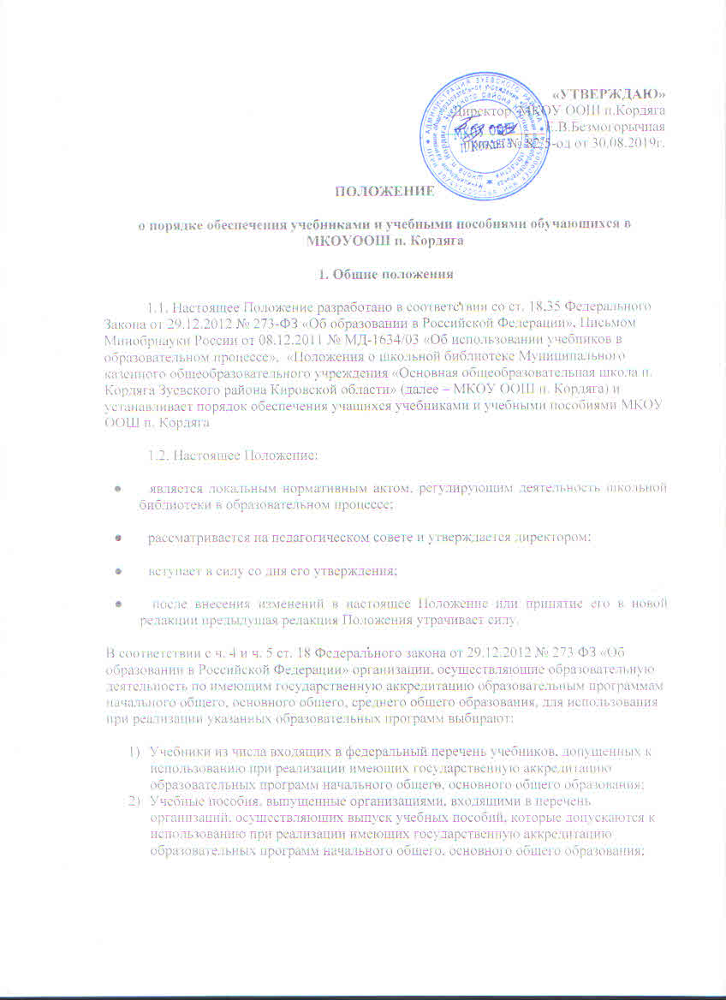 «УТВЕРЖДАЮ»
Директор МКОУ ООШ п.Кордяга
Е.В.Безмогорычная
Приказ № 82/5-од от 30.08.2019г.
МКОУ ООШ
п. Кордяга
ПОЛОЖЕНИЕ
о порядке обеспечения учебниками и учебными пособиями обучающихся в
МКОУООШ п. Кордяга
1. Общие положения
1.1. Настоящее Положение разработано в соответствии со ст. 18,35 Федерального
Закона от 29.12.2012 № 273-ФЗ «Об образовании в Российской Федерации», Письмом
Минобрнауки России от 08.12.2011 № МД-1634/03 «Об использовании учебников в
образовательном процессе», «Положения о школьной библиотеке Муниципального
казенного общеобразовательного учреждения «Основная общеобразовательная школа п.
Кордяга Зуевского района Кировской области» (далее – МКОУ ООШ п. Кордяга) и
устанавливает порядок обеспечения учащихся учебниками и учебными пособиями МКОУ
ООШ п. Кордяга
1.2. Настоящее Положение:
● является локальным нормативным актом, регулирующим деятельность школьной
библиотеки в образовательном процессе;
● рассматривается на педагогическом совете и утверждается директором;
● вступает в силу со дня его утверждения;
● после внесения изменений в настоящее Положение или принятие его в новой
редакции предыдущая редакция Положения утрачивает силу.
В соответствии с ч. 4 и ч. 5 ст. 18 Федерального закона от 29.12.2012 № 273 ФЗ «Об
образовании в Российской Федерации» организации, осуществляющие образовательную
деятельность по имеющим государственную аккредитацию образовательным программам
начального общего, основного общего, среднего общего образования, для использования
при реализации указанных образовательных программ выбирают:
1) Учебники из числа входящих в федеральный перечень учебников, допущенных к
использованию при реализации имеющих государственную аккредитацию
образовательных программ начального общего, основного общего образования;
2) Учебные пособия, выпущенные организациями, входящими в перечень
организаций, осуществляющих выпуск учебных пособий, которые допускаются к
использованию при реализации имеющих государственную аккредитацию
образовательных программ начального общего, основного общего образования;